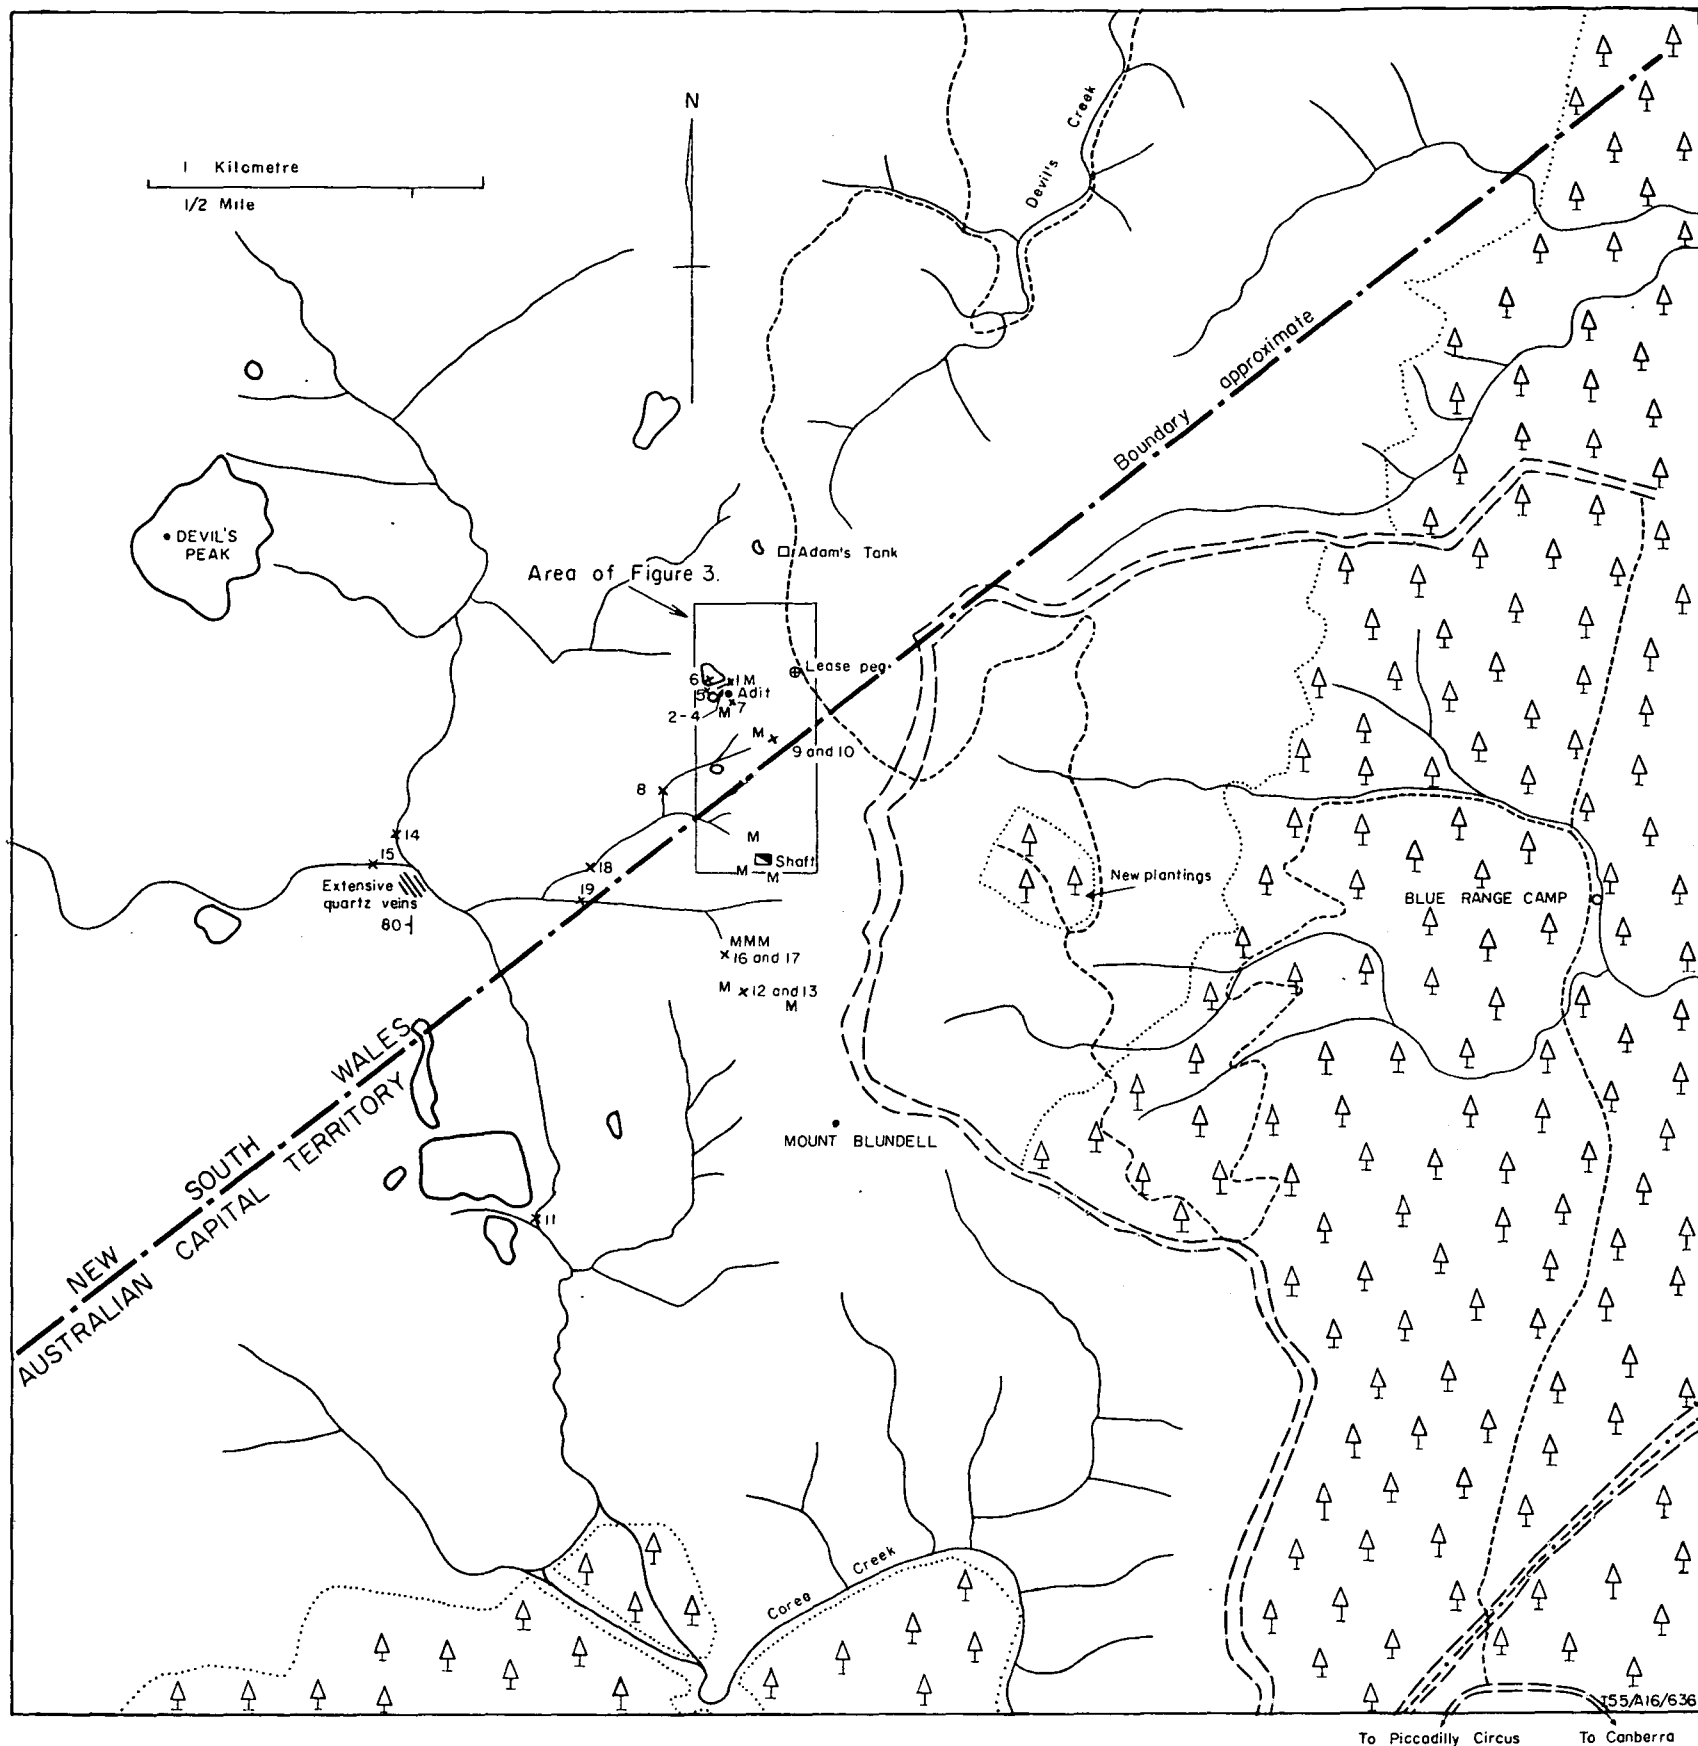 N
1 Kilometre
1/2 Mile
Devil's Creek
approximate
Boundary
DEVIL'S
PEAK
Adam's Tank
Area of Figure 3.
Lease peg
6
1 M
5
Adit
2-4
M
7
M
9 and 10
8
14
M
15
Shaft
18
M
M
Extensive
quartz veins
19
80
New plantings
BLUE RANGE CAMP
MMM
16 and 17
M
12 and 13
M
NEW SOUTH WALES
AUSTRALIAN CAPITAL TERRITORY
MOUNT BLUNDELL
11
Coree Creek
I55/A16/636
To Piccadilly Circus
To Canberra